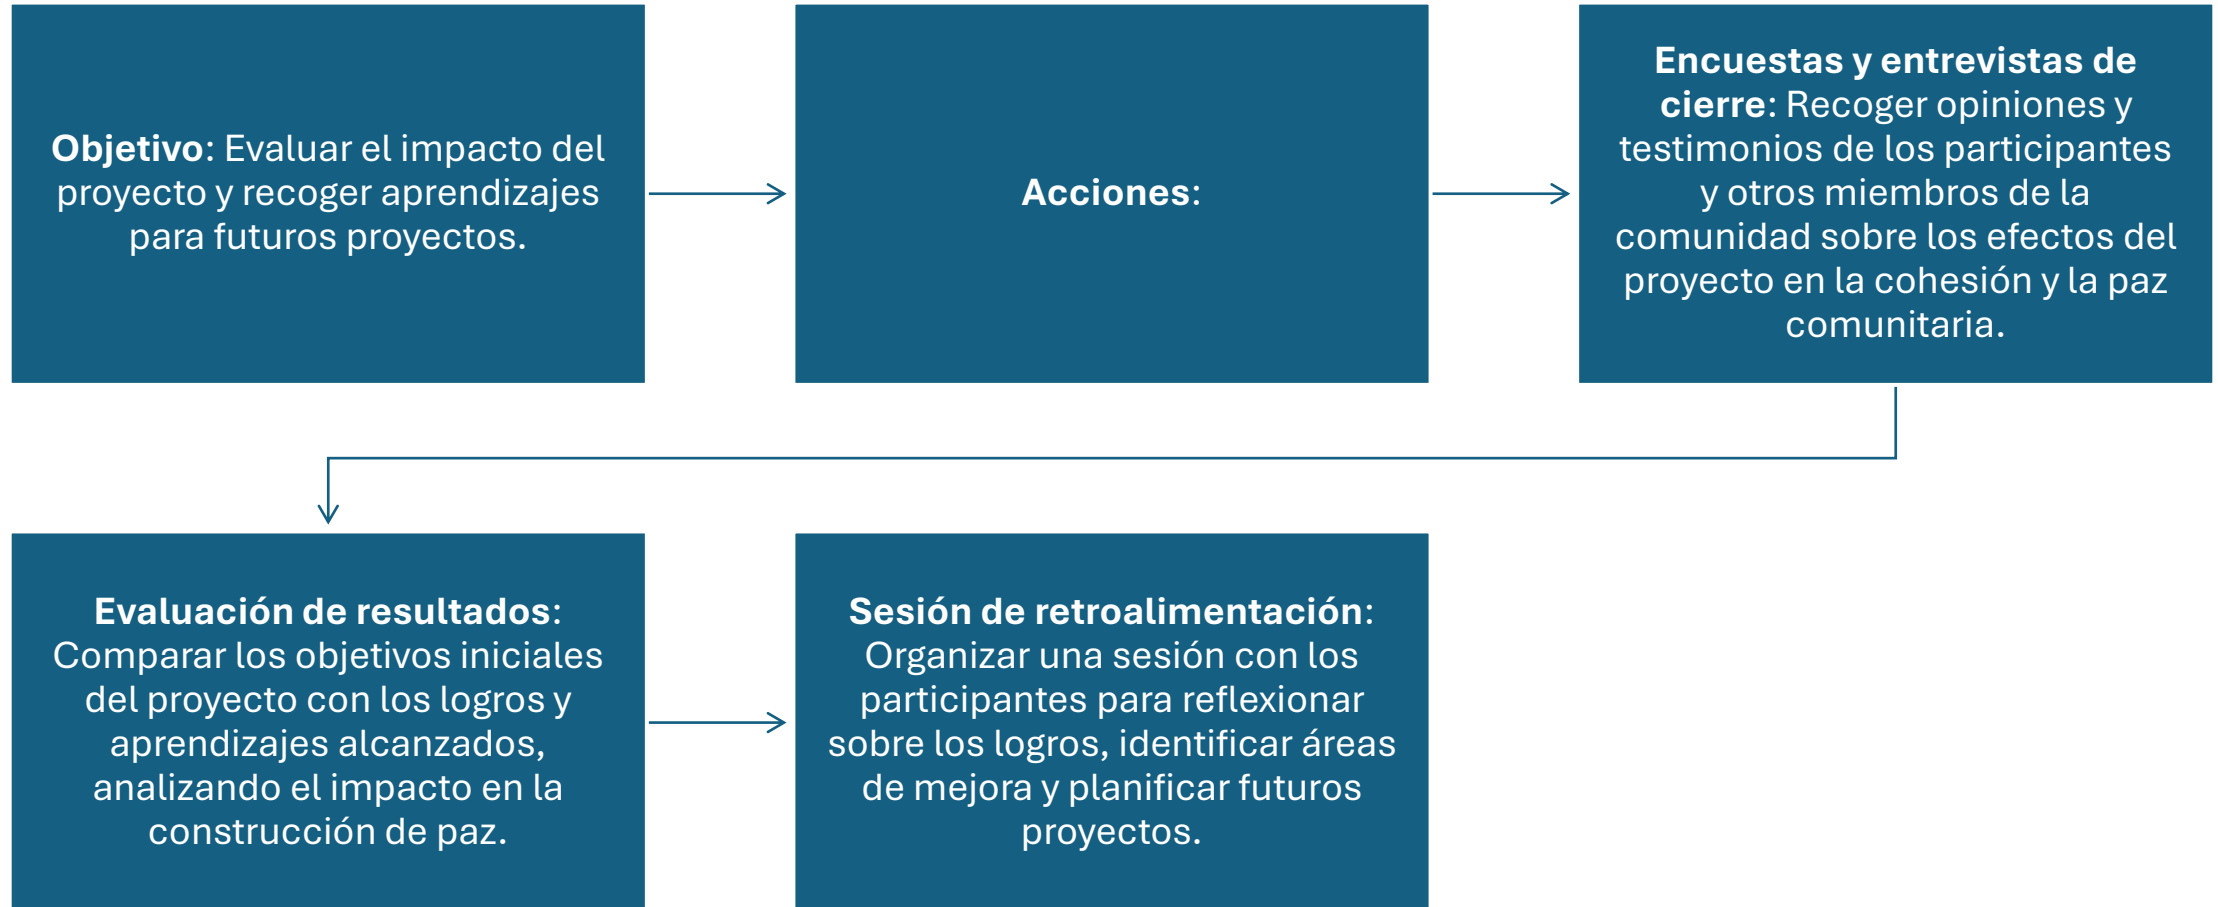 Objetivo: Evaluar el impacto del
proyecto y recoger aprendizajes
para futuros proyectos.
Acciones:
Encuestas y entrevistas de
cierre: Recoger opiniones y
testimonios de los participantes
y otros miembros de la
comunidad sobre los efectos del
proyecto en la cohesión y la paz
comunitaria.
Evaluación de resultados:
Comparar los objetivos iniciales
del proyecto con los logros y
aprendizajes alcanzados,
analizando el impacto en la
construcción de paz.
Sesión de retroalimentación:
Organizar una sesión con los
participantes para reflexionar
sobre los logros, identificar áreas
de mejora y planificar futuros
proyectos.